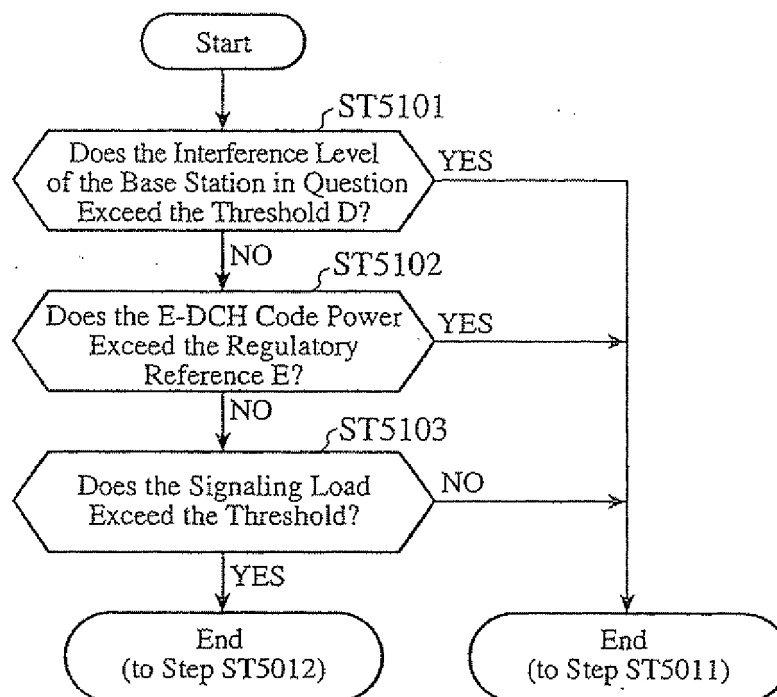 Start
ST5101
Does the Interference Level
of the Base Station in Question
Exceed the Threshold D?
YES
NO
ST5102
Does the E-DCH Code Power
Exceed the Regulatory
Reference E?
YES
NO
ST5103
Does the Signaling Load
Exceed the Threshold?
NO
YES
End
(to Step ST5012)
End
(to Step ST5011)